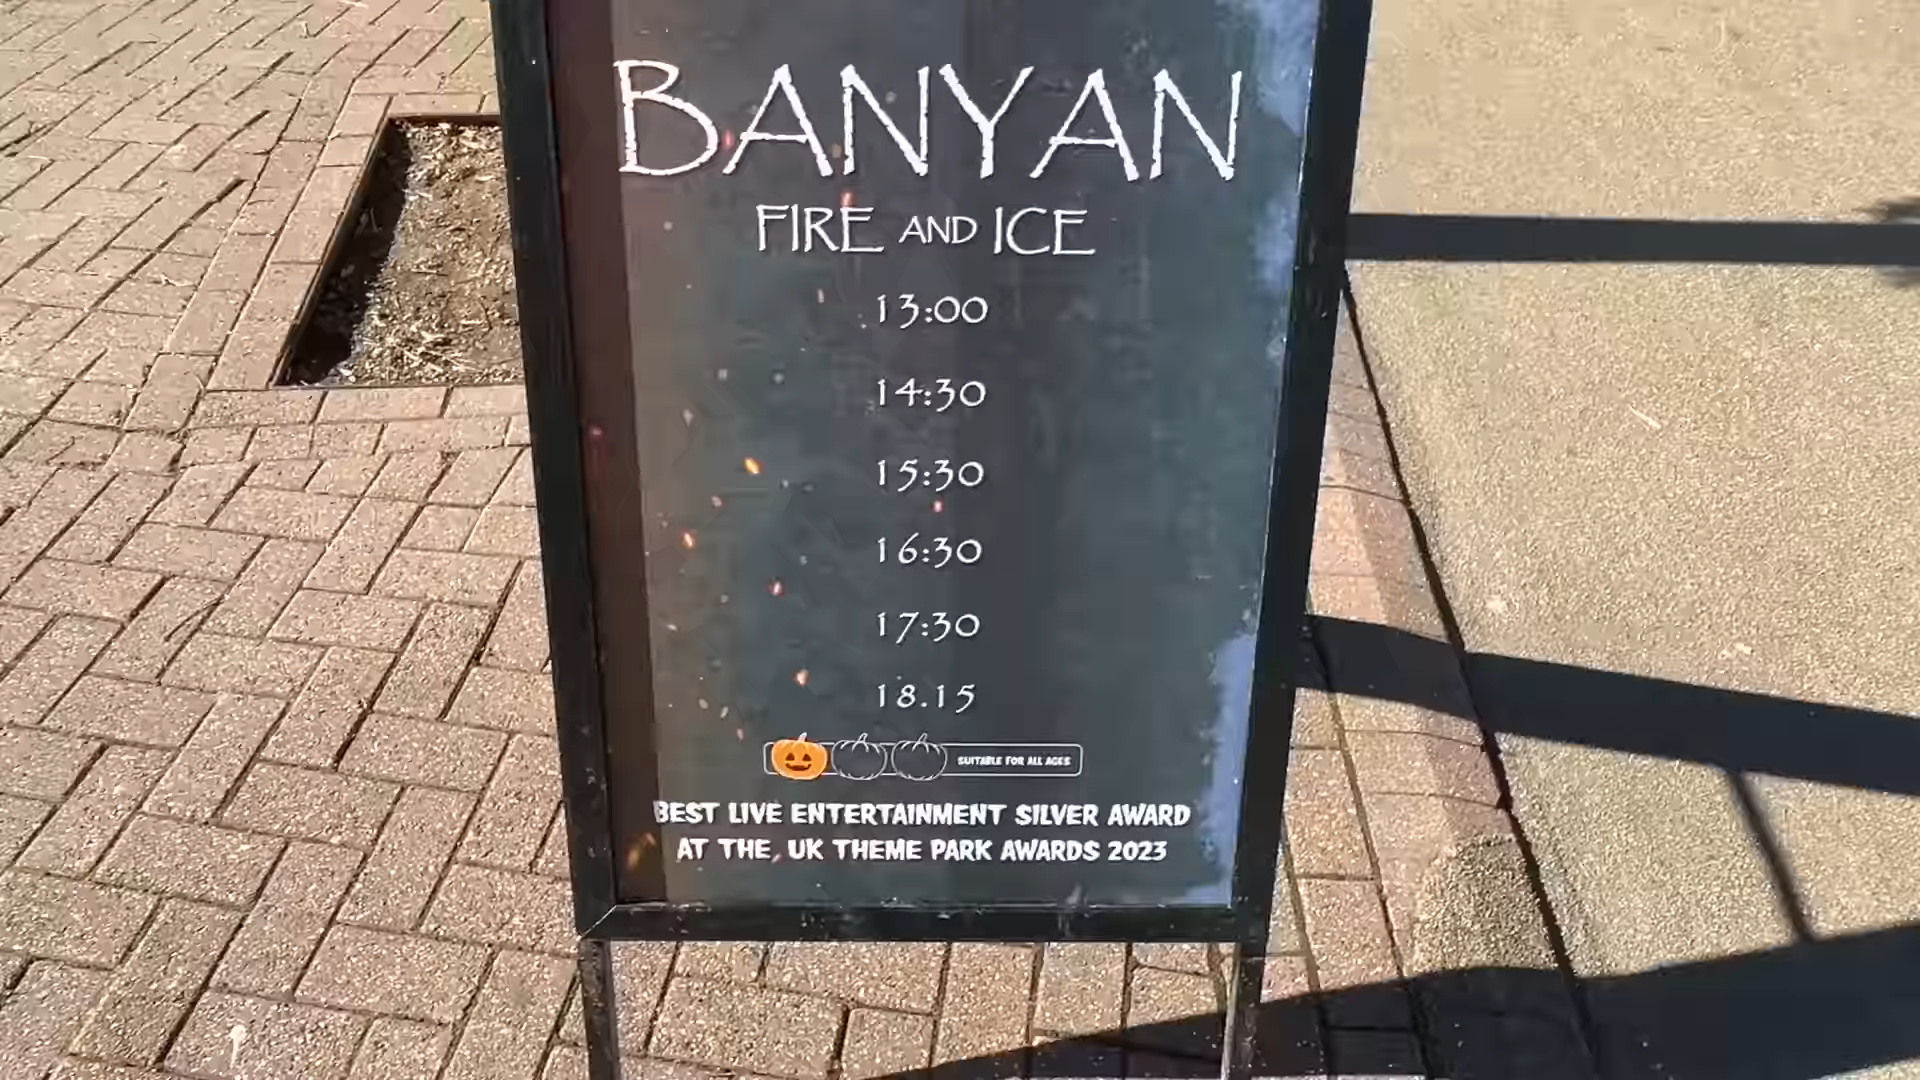 BANYAN
FIRE AND ICE
13:00
14:30
15:30
16:30
17:30
18.15
SUITABLE FOR ALL AGES
BEST LIVE ENTERTAINMENT SILVER AWARD
AT THE UK THEME PARK AWARDS 2023